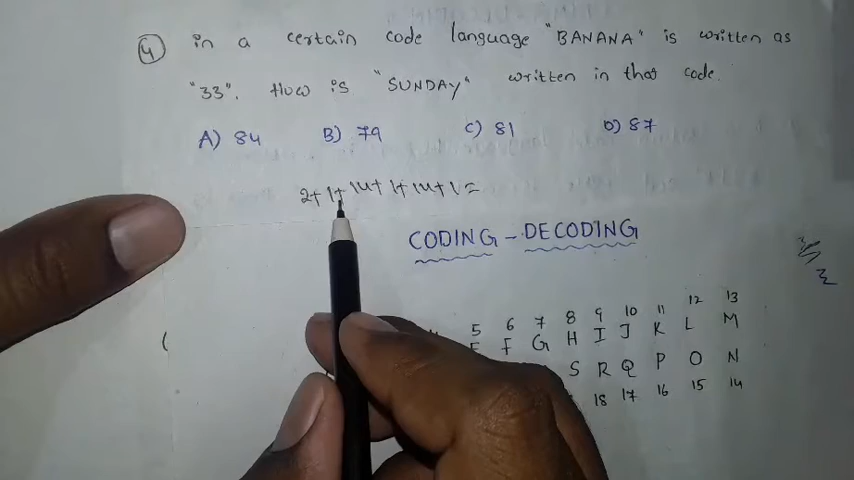 4 in a certain code language "BANANA" is written as
"33". How is "SUNDAY" written in that code.
A) 84 B) 79 C) 81 D) 87
2+1+14+1+14+1=
CODING - DECODING
5 6 7 8 9 10 11 12 13
E F G H I J K L M
S R Q P O N
18 17 16 15 14